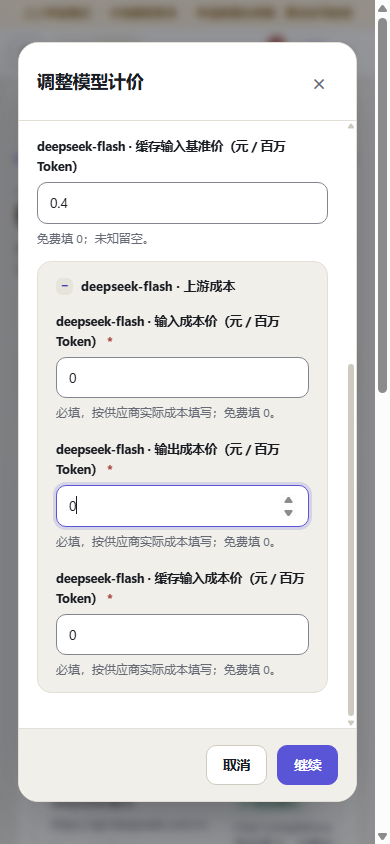 调整模型计价
×
deepseek-flash · 缓存输入基准价（元 / 百万
Token）
0.4
免费填 0；未知留空。
− deepseek-flash · 上游成本
deepseek-flash · 输入成本价（元 / 百万
Token） *
0
必填，按供应商实际成本填写；免费填 0。
deepseek-flash · 输出成本价（元 / 百万
Token） *
0
必填，按供应商实际成本填写；免费填 0。
deepseek-flash · 缓存输入成本价（元 / 百万
Token） *
0
必填，按供应商实际成本填写；免费填 0。
取消 继续